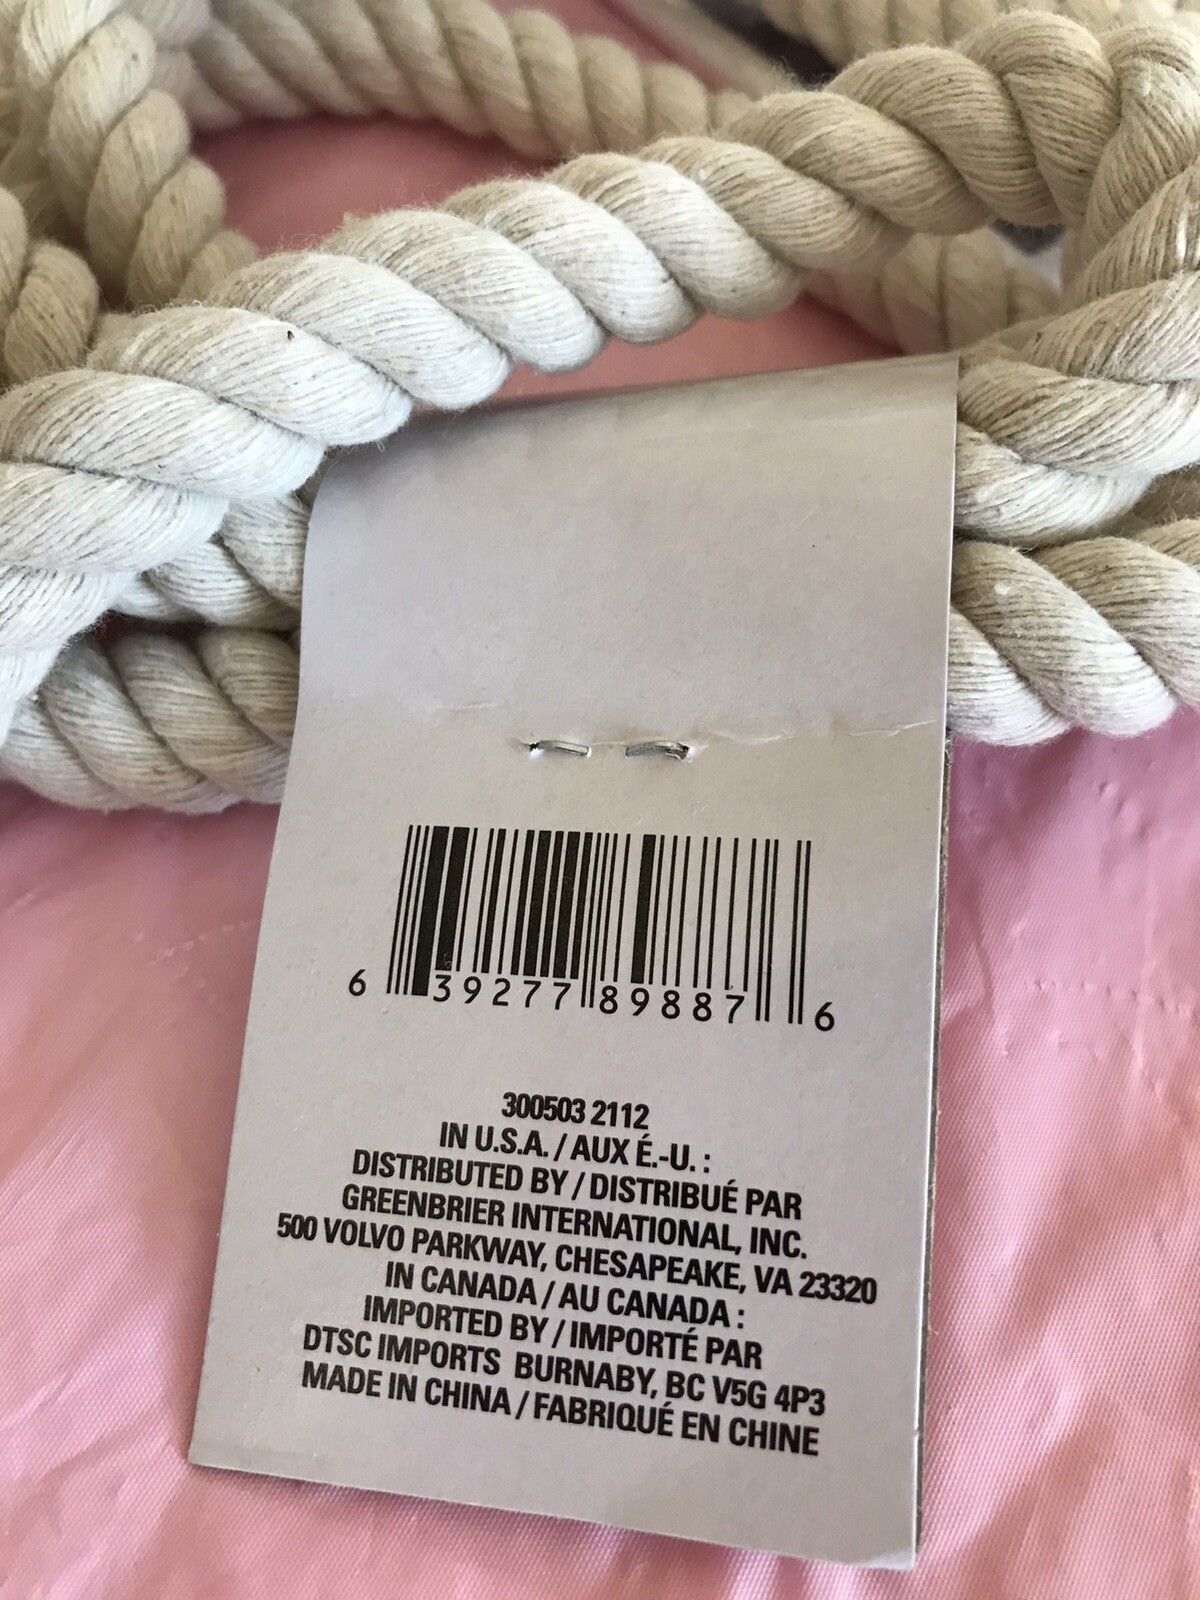 6 39277 89887 6
300503 2112
IN U.S.A. / AUX É.-U. :
DISTRIBUTED BY / DISTRIBUÉ PAR
GREENBRIER INTERNATIONAL, INC.
500 VOLVO PARKWAY, CHESAPEAKE, VA 23320
IN CANADA / AU CANADA :
IMPORTED BY / IMPORTÉ PAR
DTSC IMPORTS BURNABY, BC V5G 4P3
MADE IN CHINA / FABRIQUÉ EN CHINE